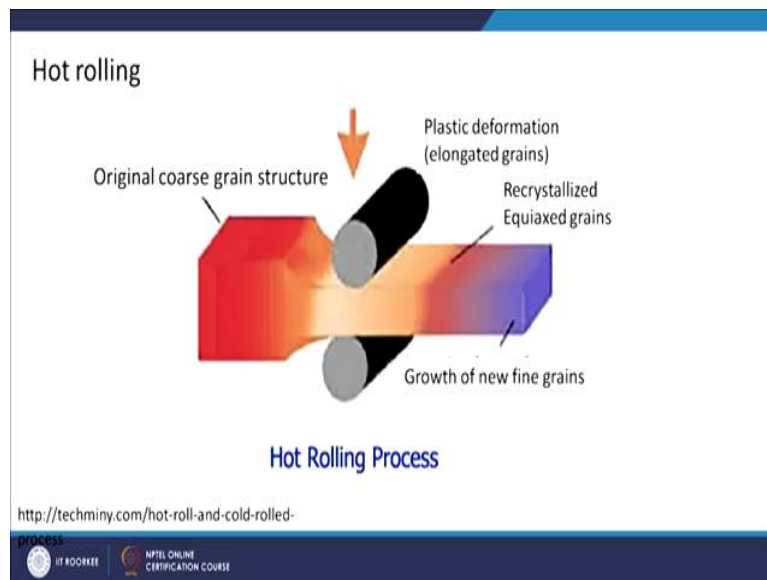 Hot rolling
Plastic deformation
(elongated grains)
Original coarse grain structure
Recrystallized
Equiaxed grains
Growth of new fine grains
Hot Rolling Process
http://techminy.com/hot-roll-and-cold-rolled-
process
IIT ROORKEE
NPTEL ONLINE
CERTIFICATION COURSE